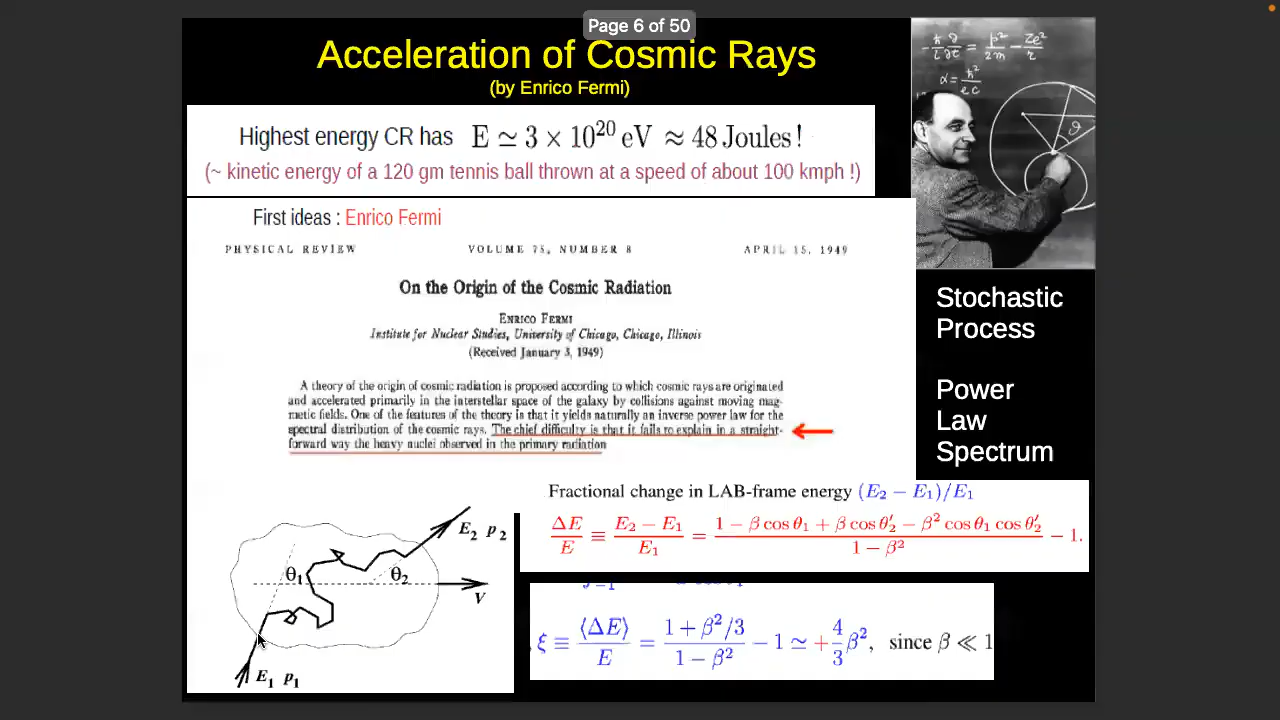 Page 6 of 50
Acceleration of Cosmic Rays
(by Enrico Fermi)
Highest energy CR has E ≃ 3 × 10²⁰ eV ≈ 48 Joules !
(~ kinetic energy of a 120 gm tennis ball thrown at a speed of about 100 kmph !)
First ideas : Enrico Fermi
PHYSICAL REVIEW VOLUME 75, NUMBER 8 APRIL 15, 1949
On the Origin of the Cosmic Radiation
ENRICO FERMI
Institute for Nuclear Studies, University of Chicago, Chicago, Illinois
(Received January 3, 1949)
A theory of the origin of cosmic radiation is proposed according to which cosmic rays are originated
and accelerated primarily in the interstellar space of the galaxy by collisions against moving mag-
netic fields. One of the features of the theory is that it yields naturally an inverse power law for the
spectral distribution of the cosmic rays. The chief difficulty is that it fails to explain in a straight-
forward way the heavy nuclei observed in the primary radiation
Stochastic
Process
Power
Law
Spectrum
Fractional change in LAB-frame energy (E₂ − E₁)/E₁
ΔE/E ≡ (E₂ − E₁)/E₁ = (1 − β cos θ₁ + β cos θ′₂ − β² cos θ₁ cos θ′₂)/(1 − β²) − 1.
ξ ≡ ⟨ΔE⟩/E = (1 + β²/3)/(1 − β²) − 1 ≃ +4/3 β², since β ≪ 1
E₂ p₂
θ₁ θ₂
V
E₁ p₁